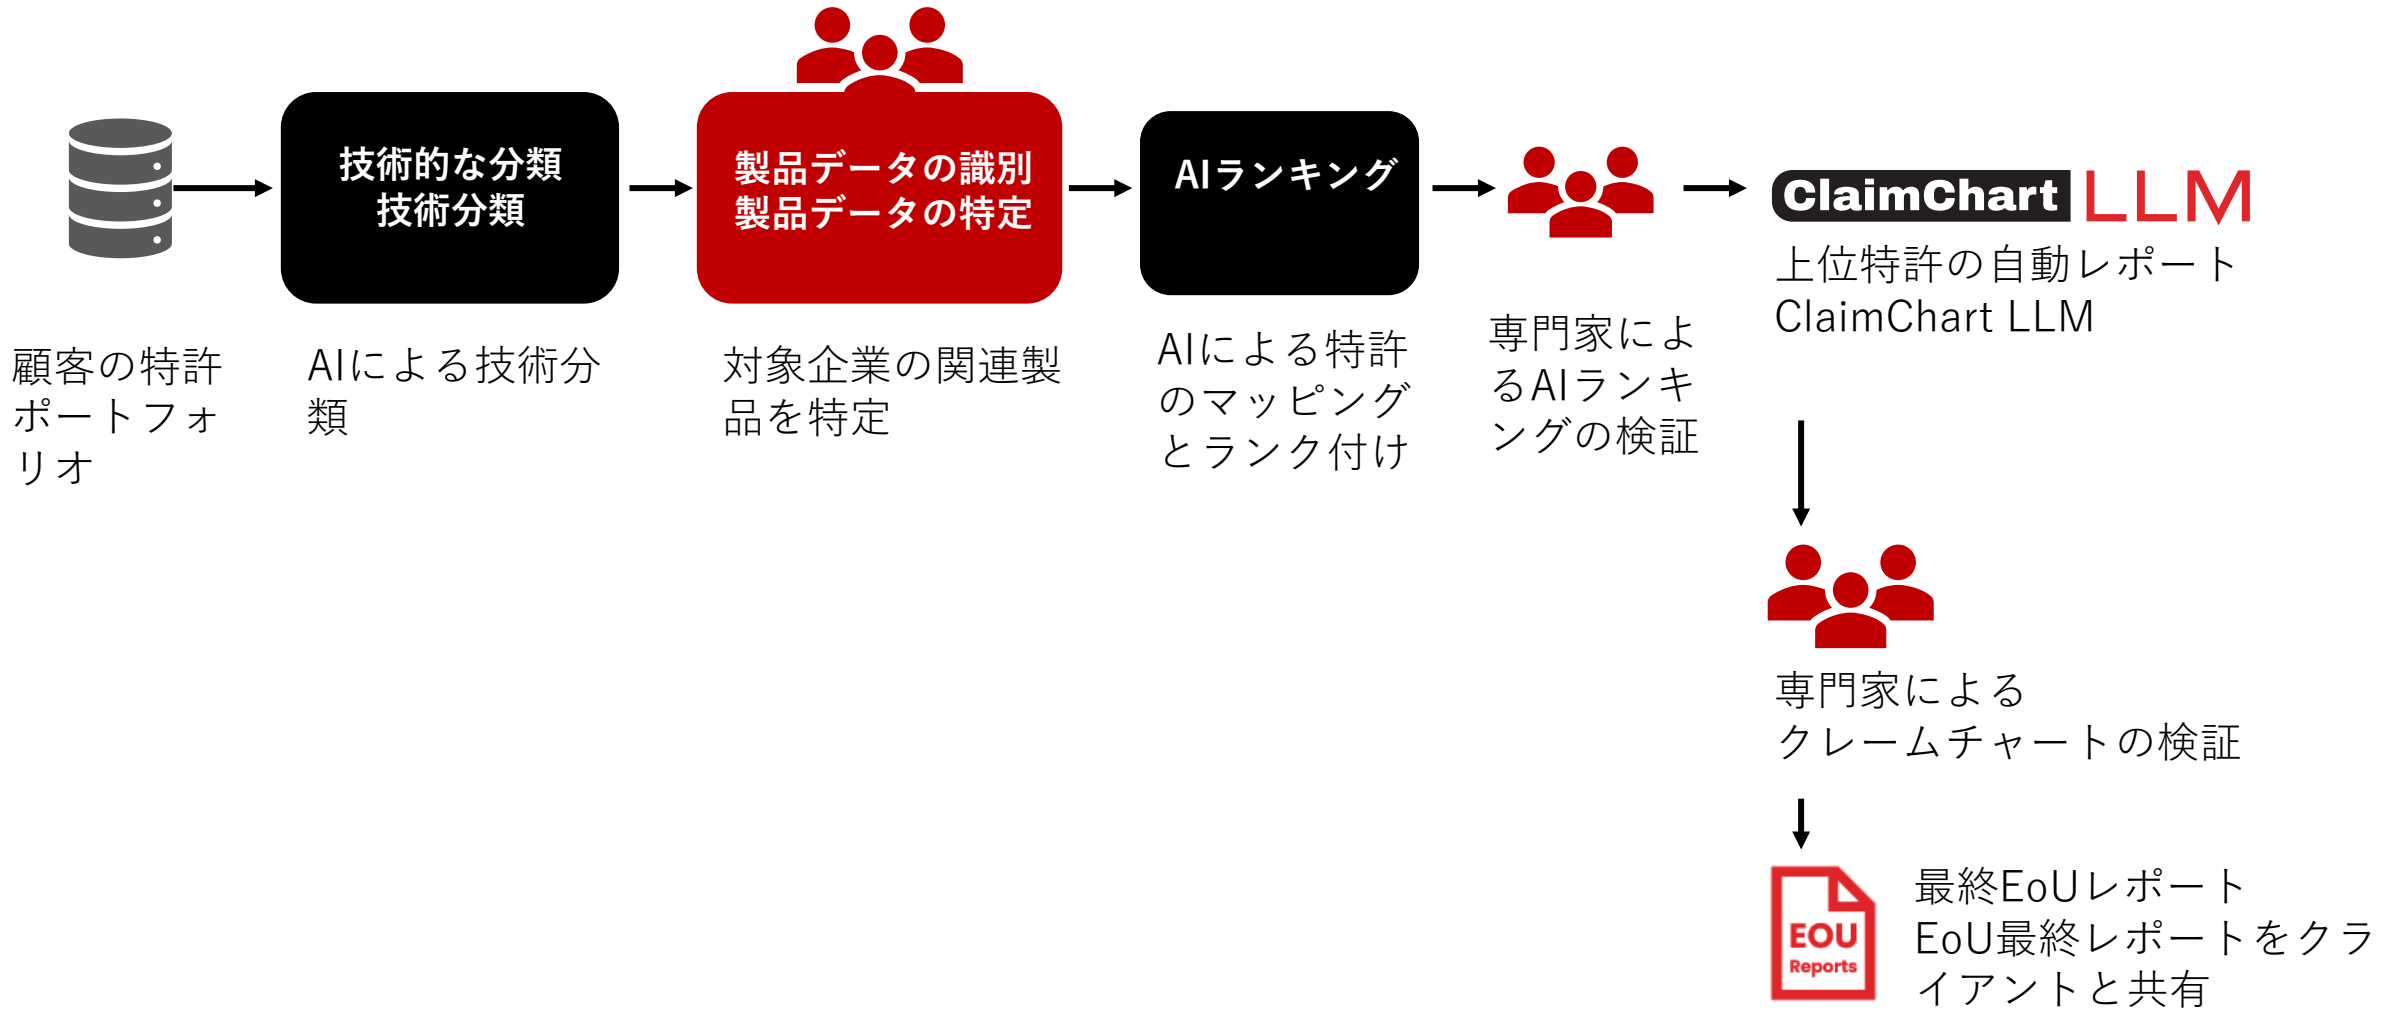 技術的な分類
技術分類
製品データの識別
製品データの特定
AIランキング
ClaimChart LLM
上位特許の自動レポート
ClaimChart LLM
顧客の特許
ポートフォ
リオ
AIによる技術分
類
対象企業の関連製
品を特定
AIによる特許
のマッピング
とランク付け
専門家によ
るAIランキ
ングの検証
専門家による
クレームチャートの検証
EOU
Reports
最終EoUレポート
EoU最終レポートをクラ
イアントと共有